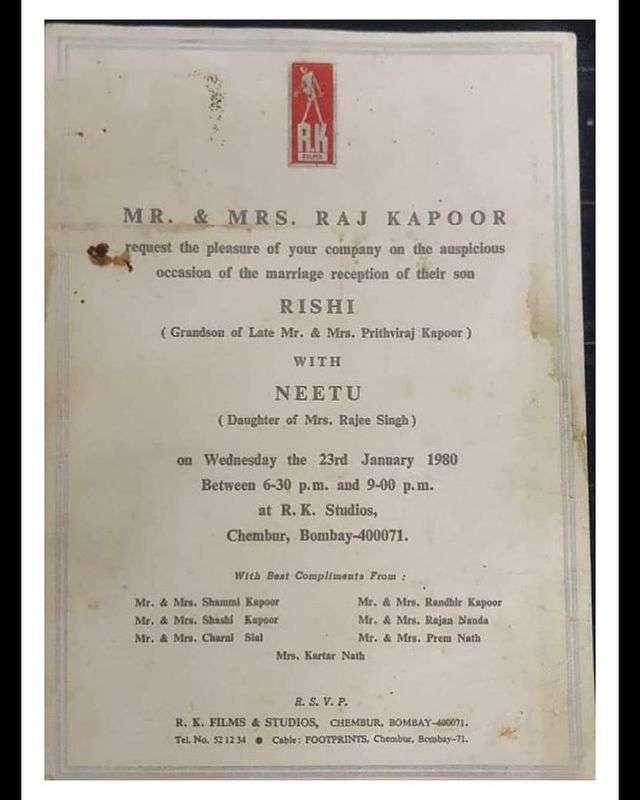 R.K
FILMS
MR. & MRS. RAJ KAPOOR
request the pleasure of your company on the auspicious
occasion of the marriage reception of their son
RISHI
( Grandson of Late Mr. & Mrs. Prithviraj Kapoor )
WITH
NEETU
( Daughter of Mrs. Rajee Singh )
on Wednesday the 23rd January 1980
Between 6-30 p.m. and 9-00 p.m.
at R. K. Studios,
Chembur, Bombay-400071.
With Best Compliments From :
Mr. & Mrs. Shammi Kapoor Mr. & Mrs. Randhir Kapoor
Mr. & Mrs. Shashi Kapoor Mr. & Mrs. Rajan Nanda
Mr. & Mrs. Charni Sial Mr. & Mrs. Prem Nath
Mrs. Kartar Nath
R. S. V. P.
R. K. FILMS & STUDIOS, CHEMBUR, BOMBAY-400071.
Tel. No. 52 12 34 ● Cable: FOOTPRINTS, Chembur, Bombay-71.